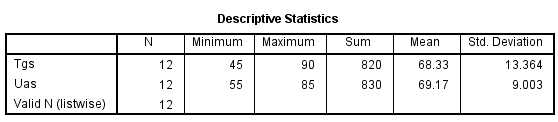 Descriptive Statistics
N Minimum Maximum Sum Mean Std. Deviation
Tgs 12 45 90 820 68.33 13.364
Uas 12 55 85 830 69.17 9.003
Valid N (listwise) 12